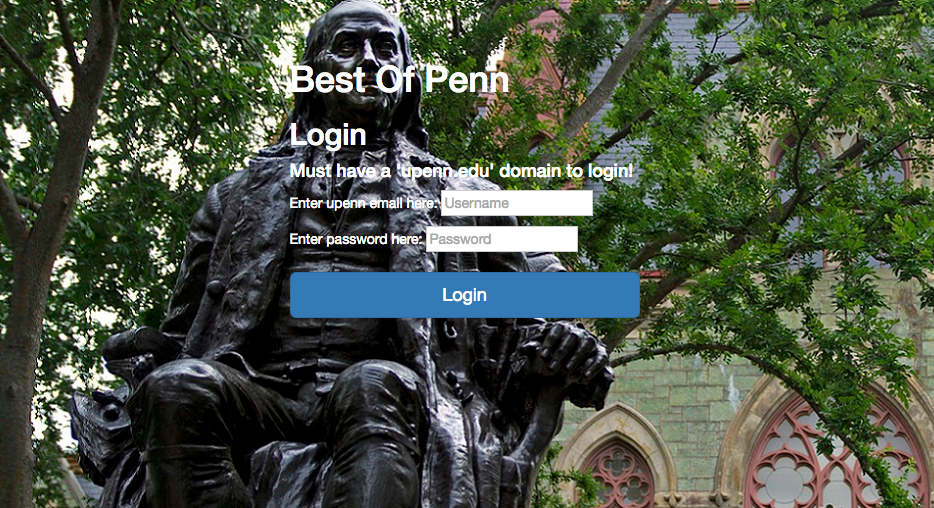 Best Of Penn
Login
Must have a 'upenn.edu' domain to login!
Enter upenn email here: Username
Enter password here: Password
Login